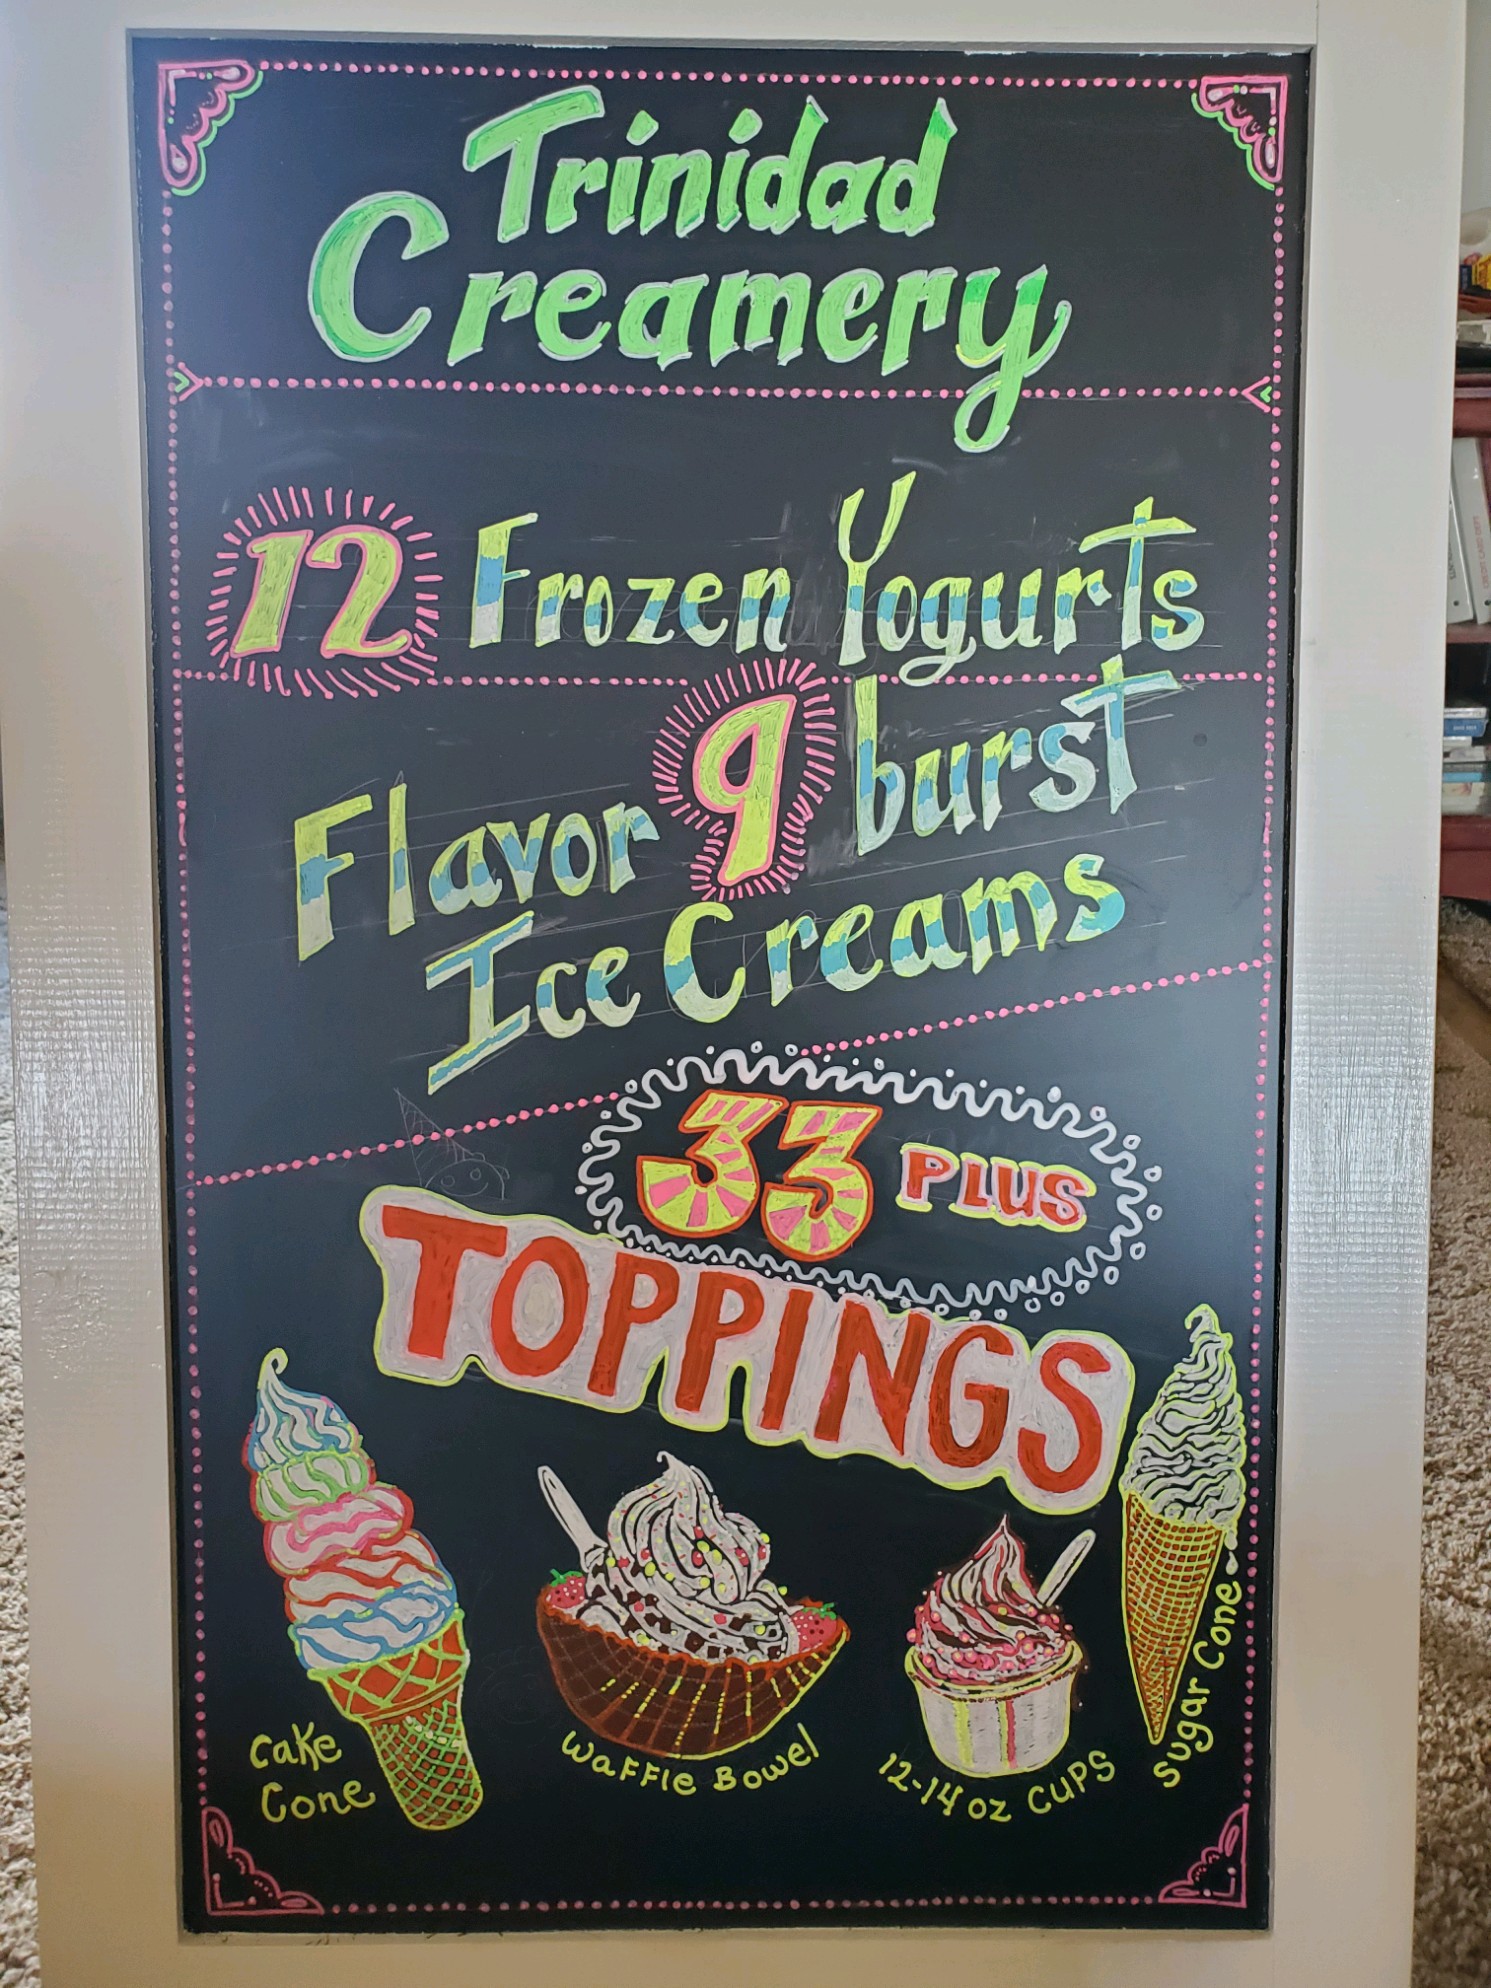 Trinidad
Creamery
12 Frozen Yogurts
Flavor 9 burst
Ice Creams
33 PLUS
TOPPINGS
Cake
Cone
Waffle Bowel
12-14 oz CUPS
Sugar Cone